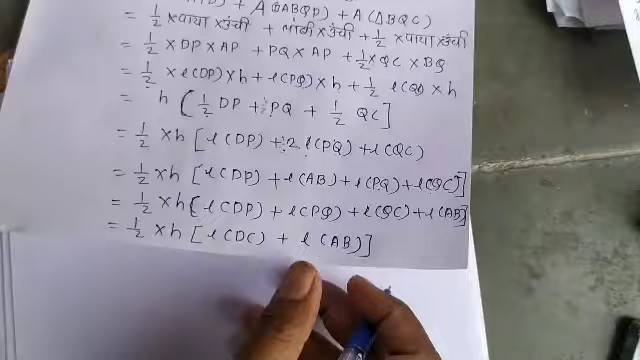 + A(□ABQP) + A(ΔBQC)
= 1/2 × पाया × उंची + लांबी × उंची + 1/2 × पाया × उंची
= 1/2 × DP × AP + PQ × AP + 1/2 × QC × BQ
= 1/2 × l(DP) × h + l(PQ) × h + 1/2 l(QC) × h
= h [ 1/2 DP + PQ + 1/2 QC]
= 1/2 × h [ l(DP) + 2 l(PQ) + l(QC)
= 1/2 × h [ l(DP) + l(AB) + l(PQ) + l(QC)]
= 1/2 × h [ l(DP) + l(PQ) + l(QC) + l(AB)]
= 1/2 × h [ l(DC) + l(AB)]